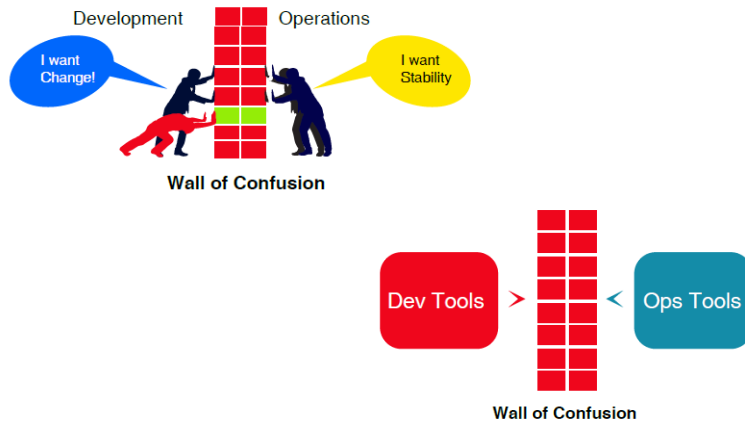 Development
Operations
I want
Change!
I want
Stability
Wall of Confusion
Dev Tools
Ops Tools
Wall of Confusion